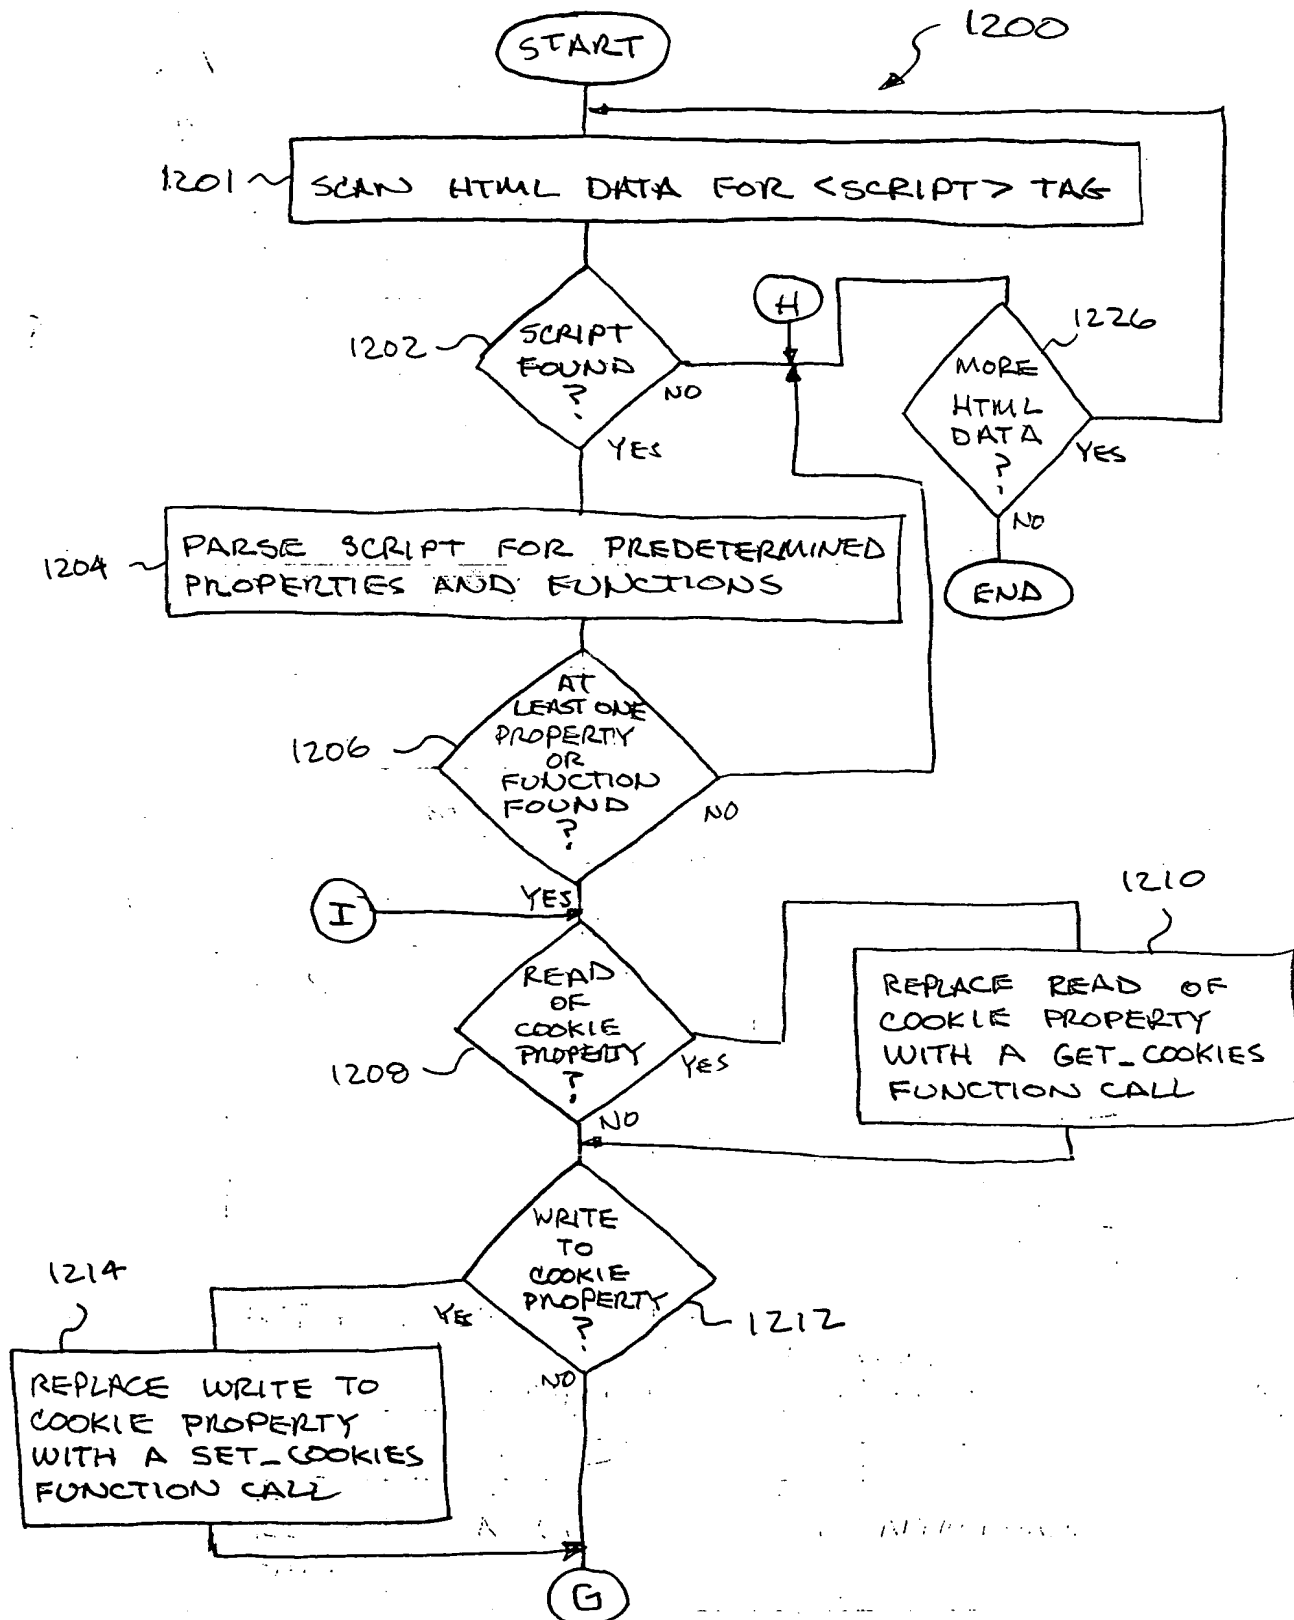 START
1200
1201
SCAN HTML DATA FOR <SCRIPT> TAG
H
1202
SCRIPT
FOUND
?
NO
YES
1226
MORE
HTML
DATA
?
YES
NO
END
1204
PARSE SCRIPT FOR PREDETERMINED
PROPERTIES AND FUNCTIONS
1206
AT
LEAST ONE
PROPERTY
OR
FUNCTION
FOUND
?
NO
YES
I
1208
READ
OF
COOKIE
PROPERTY
?
YES
NO
1210
REPLACE READ OF
COOKIE PROPERTY
WITH A GET_COOKIES
FUNCTION CALL
WRITE
TO
COOKIE
PROPERTY
?
YES
1212
NO
1214
REPLACE WRITE TO
COOKIE PROPERTY
WITH A SET_COOKIES
FUNCTION CALL
G